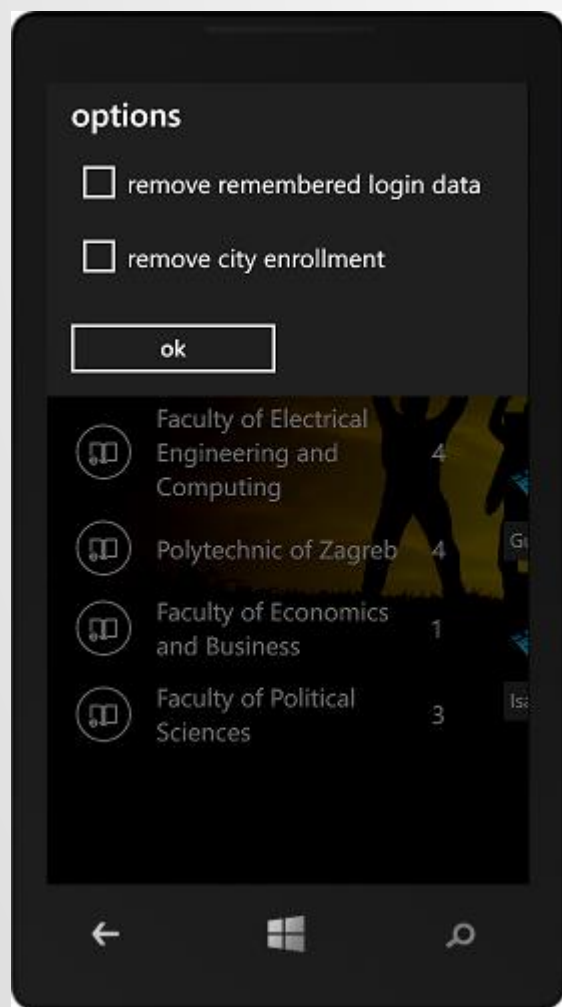 options
remove remembered login data
remove city enrollment
ok
Faculty of Electrical
Engineering and
Computing
4
Polytechnic of Zagreb
4
Faculty of Economics
and Business
1
Faculty of Political
Sciences
3